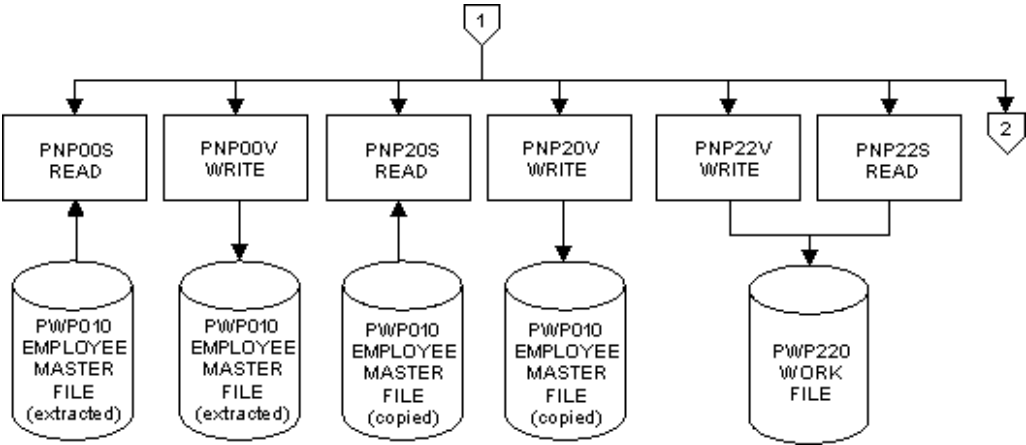 1
PNP00S
READ
PNP00V
WRITE
PNP20S
READ
PNP20V
WRITE
PNP22V
WRITE
PNP22S
READ
2
PWP010
EMPLOYEE
MASTER
FILE
(extracted)
PWP010
EMPLOYEE
MASTER
FILE
(extracted)
PWP010
EMPLOYEE
MASTER
FILE
(copied)
PWP010
EMPLOYEE
MASTER
FILE
(copied)
PWP220
WORK
FILE